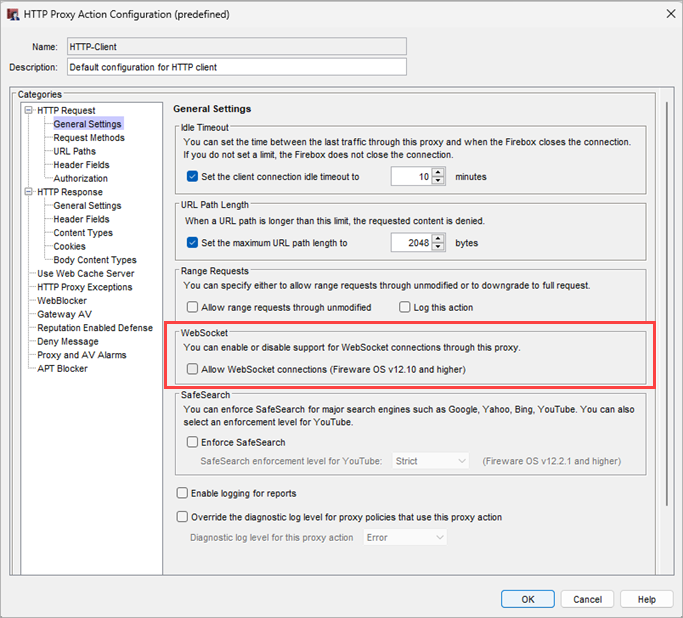 HTTP Proxy Action Configuration (predefined)
Name: HTTP-Client
Description: Default configuration for HTTP client
Categories
HTTP Request
General Settings
Request Methods
URL Paths
Header Fields
Authorization
HTTP Response
General Settings
Header Fields
Content Types
Cookies
Body Content Types
Use Web Cache Server
HTTP Proxy Exceptions
WebBlocker
Gateway AV
Reputation Enabled Defense
Deny Message
Proxy and AV Alarms
APT Blocker
General Settings
Idle Timeout
You can set the time between the last traffic through this proxy and when the Firebox closes the connection.
If you do not set a limit, the Firebox does not close the connection.
Set the client connection idle timeout to 10 minutes
URL Path Length
When a URL path is longer than this limit, the requested content is denied.
Set the maximum URL path length to 2048 bytes
Range Requests
You can specify either to allow range requests through unmodified or to downgrade to full request.
Allow range requests through unmodified Log this action
WebSocket
You can enable or disable support for WebSocket connections through this proxy.
Allow WebSocket connections (Fireware OS v12.10 and higher)
SafeSearch
You can enforce SafeSearch for major search engines such as Google, Yahoo, Bing, YouTube. You can also
select an enforcement level for YouTube.
Enforce SafeSearch
SafeSearch enforcement level for YouTube: Strict (Fireware OS v12.2.1 and higher)
Enable logging for reports
Override the diagnostic log level for proxy policies that use this proxy action
Diagnostic log level for this proxy action Error
OK Cancel Help